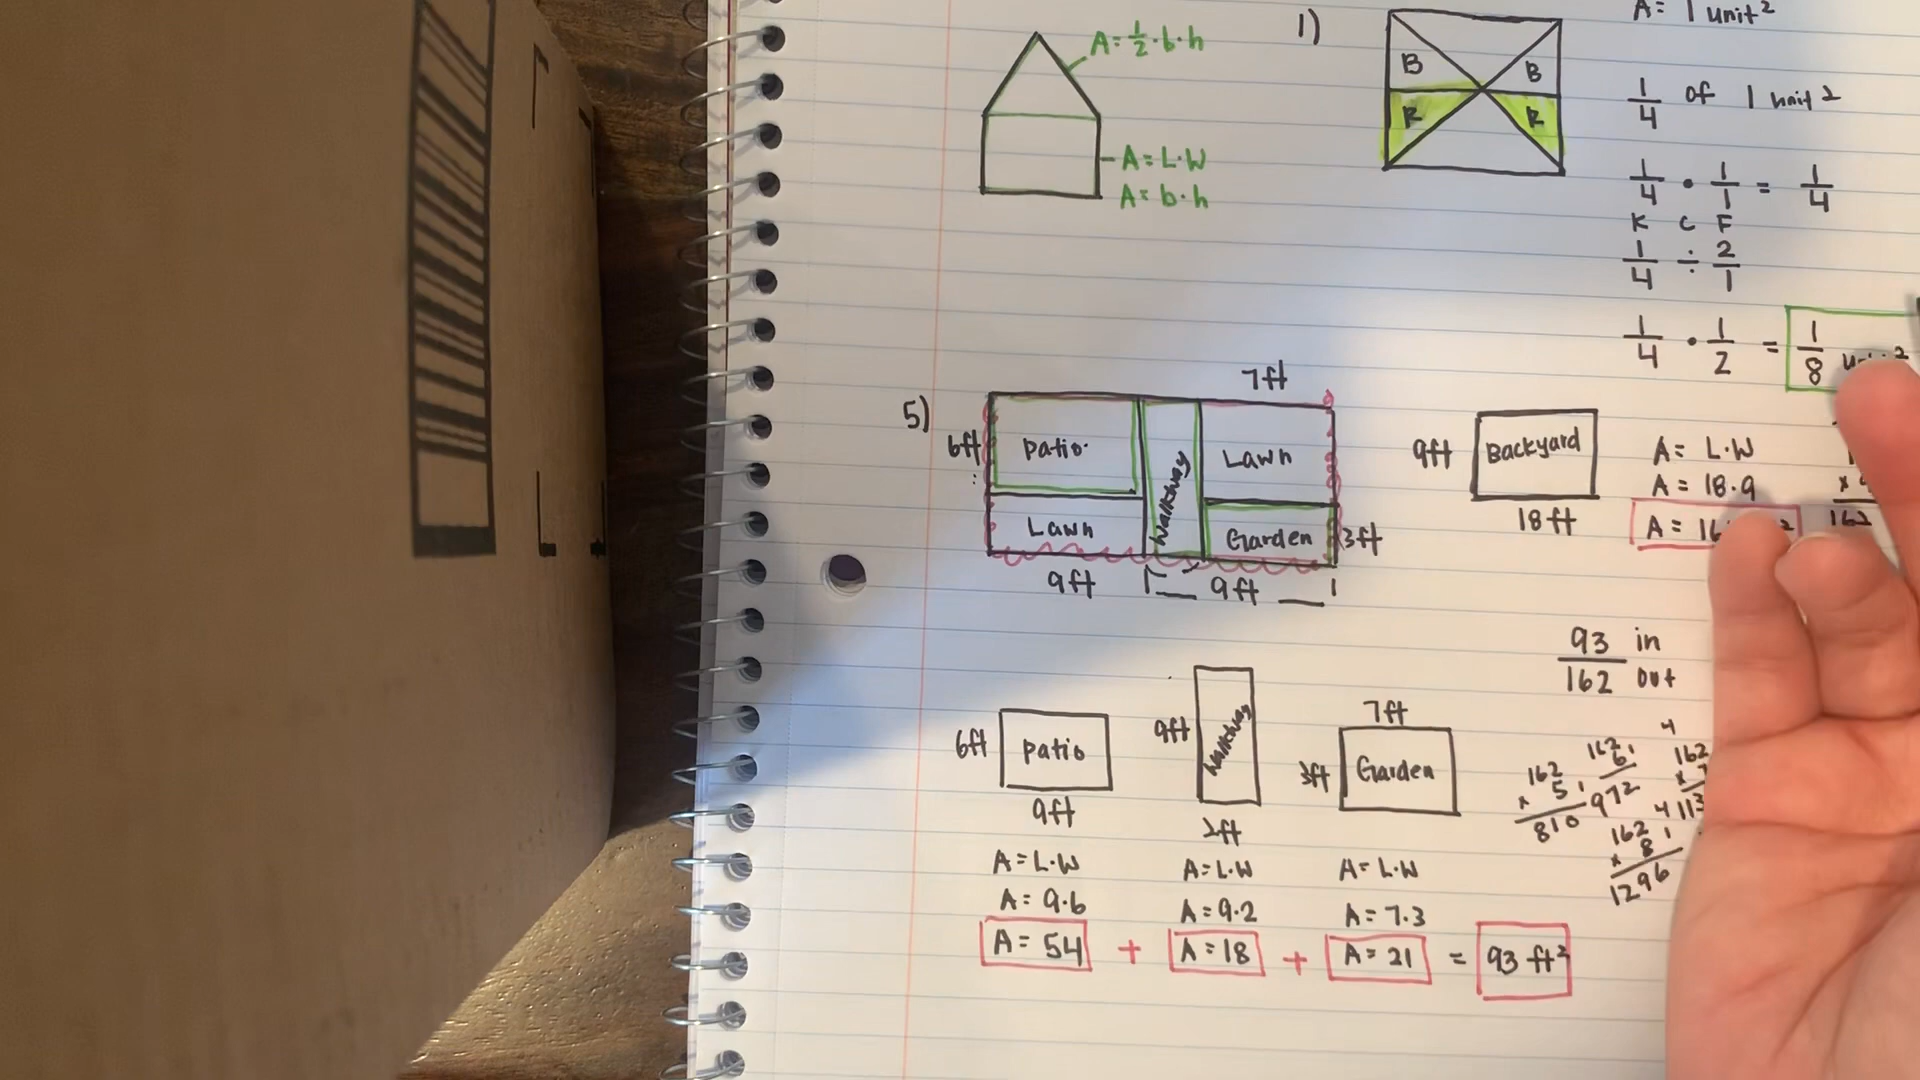 A = 1/2 · b · h
A = L · W
A = b · h
1)
B
B
R
R
A = 1 unit²
1/4 of 1 unit²
1/4 · 1/1 = 1/4
K C F
1/4 ÷ 2/1
1/4 · 1/2 = 1/8
5)
7ft
6ft
Patio
Walkway
Lawn
Lawn
Garden
3ft
9ft
9ft
9ft
Backyard
18ft
A = L · W
A = 18 · 9
162
93 in
162 out
6ft
Patio
9ft
9ft
Walkway
2ft
7ft
3ft
Garden
162
x 5
810
162
6
972
162
x 8
1296
A = L · W
A = 9 · 6
A = 54
+
A = L · W
A = 9 · 2
A = 18
+
A = L · W
A = 7 · 3
A = 21
= 93 ft²